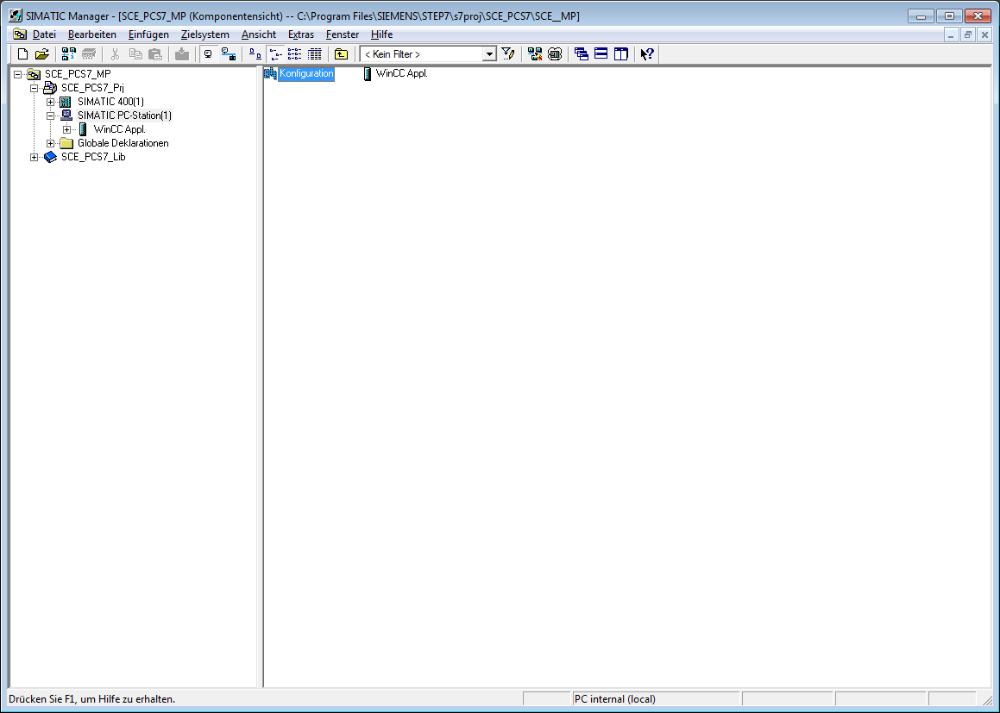 SIMATIC Manager - [SCE_PCS7_MP (Komponentensicht) -- C:\Program Files\SIEMENS\STEP7\s7proj\SCE_PCS7\SCE__MP]
Datei Bearbeiten Einfügen Zielsystem Ansicht Extras Fenster Hilfe
< Kein Filter >
SCE_PCS7_MP
SCE_PCS7_Prj
SIMATIC 400(1)
SIMATIC PC-Station(1)
WinCC Appl.
Globale Deklarationen
SCE_PCS7_Lib
Konfiguration WinCC Appl.
Drücken Sie F1, um Hilfe zu erhalten. PC internal (local)